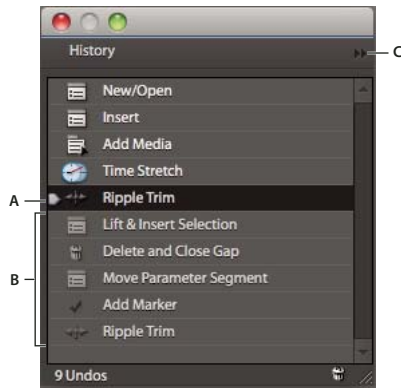 History
C
New/Open
Insert
Add Media
Time Stretch
A
Ripple Trim
Lift & Insert Selection
Delete and Close Gap
B
Move Parameter Segment
Add Marker
Ripple Trim
9 Undos